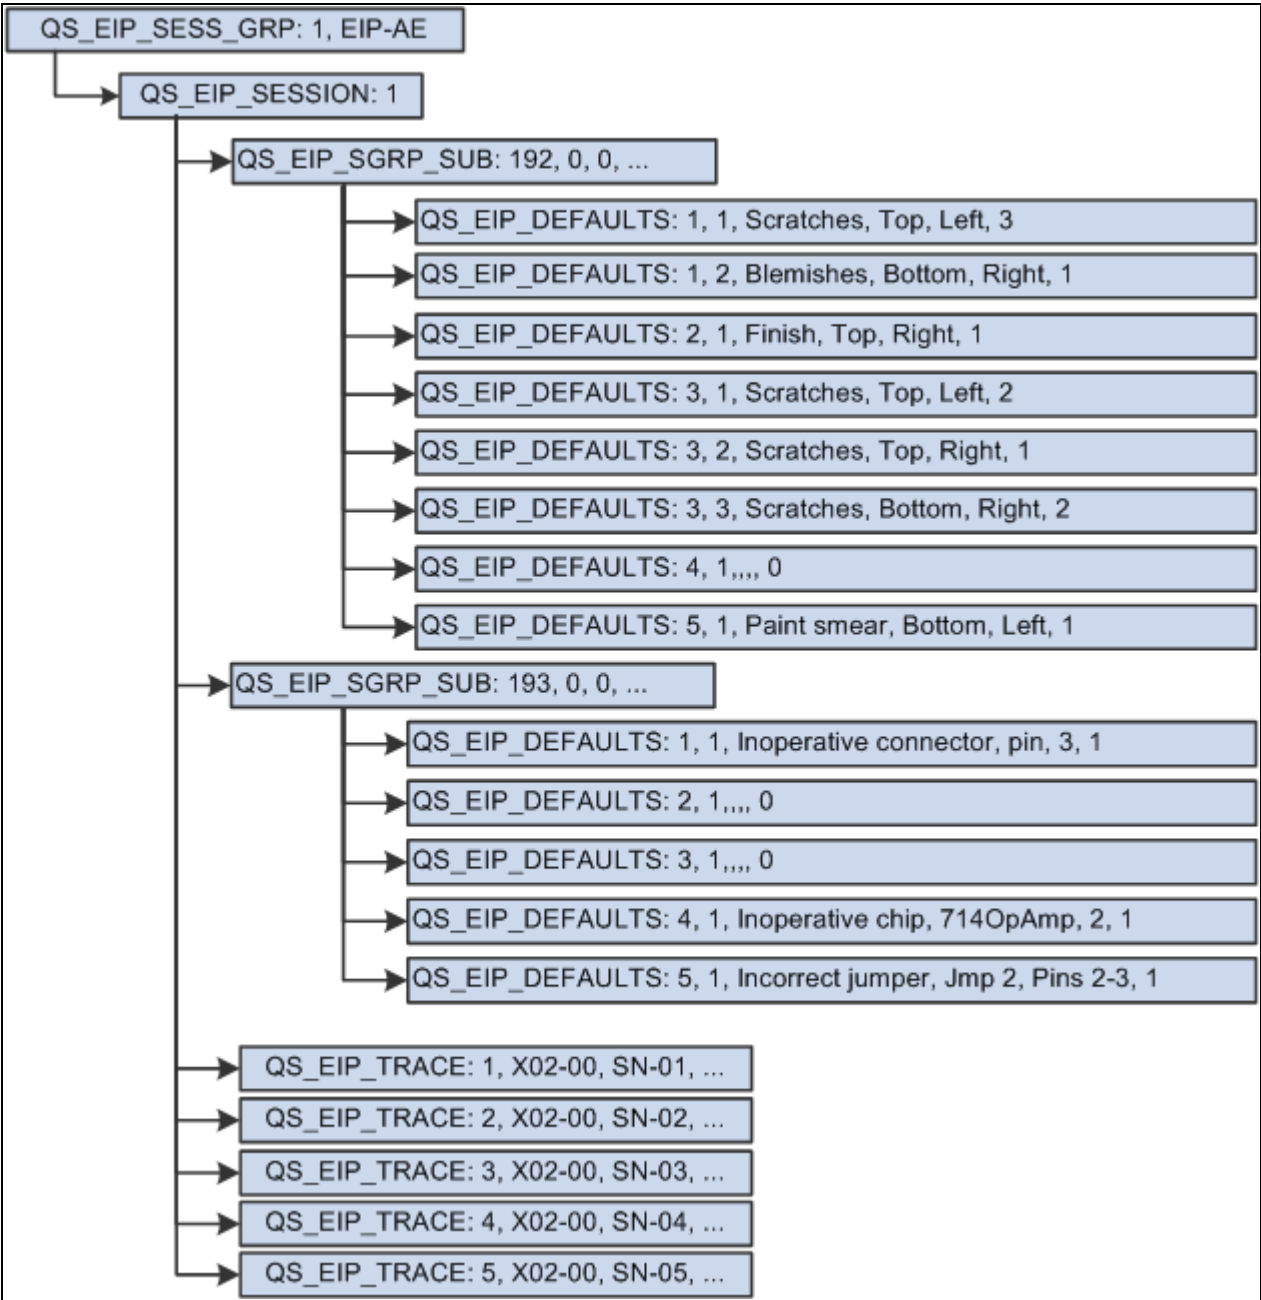 QS_EIP_SESS_GRP: 1, EIP-AE
QS_EIP_SESSION: 1
QS_EIP_SGRP_SUB: 192, 0, 0, ...
QS_EIP_DEFAULTS: 1, 1, Scratches, Top, Left, 3
QS_EIP_DEFAULTS: 1, 2, Blemishes, Bottom, Right, 1
QS_EIP_DEFAULTS: 2, 1, Finish, Top, Right, 1
QS_EIP_DEFAULTS: 3, 1, Scratches, Top, Left, 2
QS_EIP_DEFAULTS: 3, 2, Scratches, Top, Right, 1
QS_EIP_DEFAULTS: 3, 3, Scratches, Bottom, Right, 2
QS_EIP_DEFAULTS: 4, 1,,,, 0
QS_EIP_DEFAULTS: 5, 1, Paint smear, Bottom, Left, 1
QS_EIP_SGRP_SUB: 193, 0, 0, ...
QS_EIP_DEFAULTS: 1, 1, Inoperative connector, pin, 3, 1
QS_EIP_DEFAULTS: 2, 1,,,, 0
QS_EIP_DEFAULTS: 3, 1,,,, 0
QS_EIP_DEFAULTS: 4, 1, Inoperative chip, 714OpAmp, 2, 1
QS_EIP_DEFAULTS: 5, 1, Incorrect jumper, Jmp 2, Pins 2-3, 1
QS_EIP_TRACE: 1, X02-00, SN-01, ...
QS_EIP_TRACE: 2, X02-00, SN-02, ...
QS_EIP_TRACE: 3, X02-00, SN-03, ...
QS_EIP_TRACE: 4, X02-00, SN-04, ...
QS_EIP_TRACE: 5, X02-00, SN-05, ...